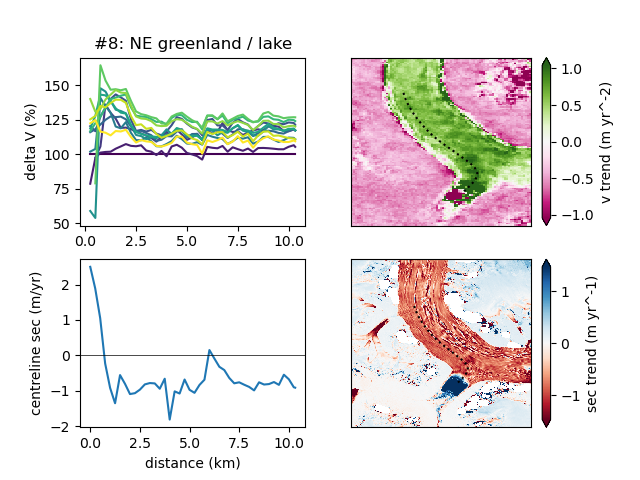 #8: NE greenland / lake
delta V (%)
150
125
100
75
50
0.0 2.5 5.0 7.5 10.0
1.0
0.5
0.0
−0.5
−1.0
v trend (m yr^-2)
centreline sec (m/yr)
2
1
0
−1
−2
0.0 2.5 5.0 7.5 10.0
distance (km)
1
0
−1
sec trend (m yr^-1)